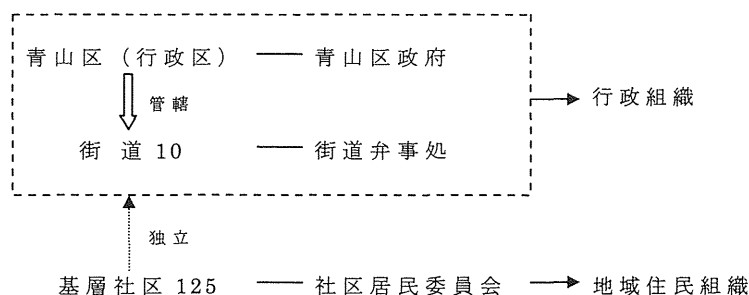 青山区（行政区） 青山区政府
管轄
行政組織
街道10 街道弁事処
独立
基層社区125 社区居民委員会 地域住民組織